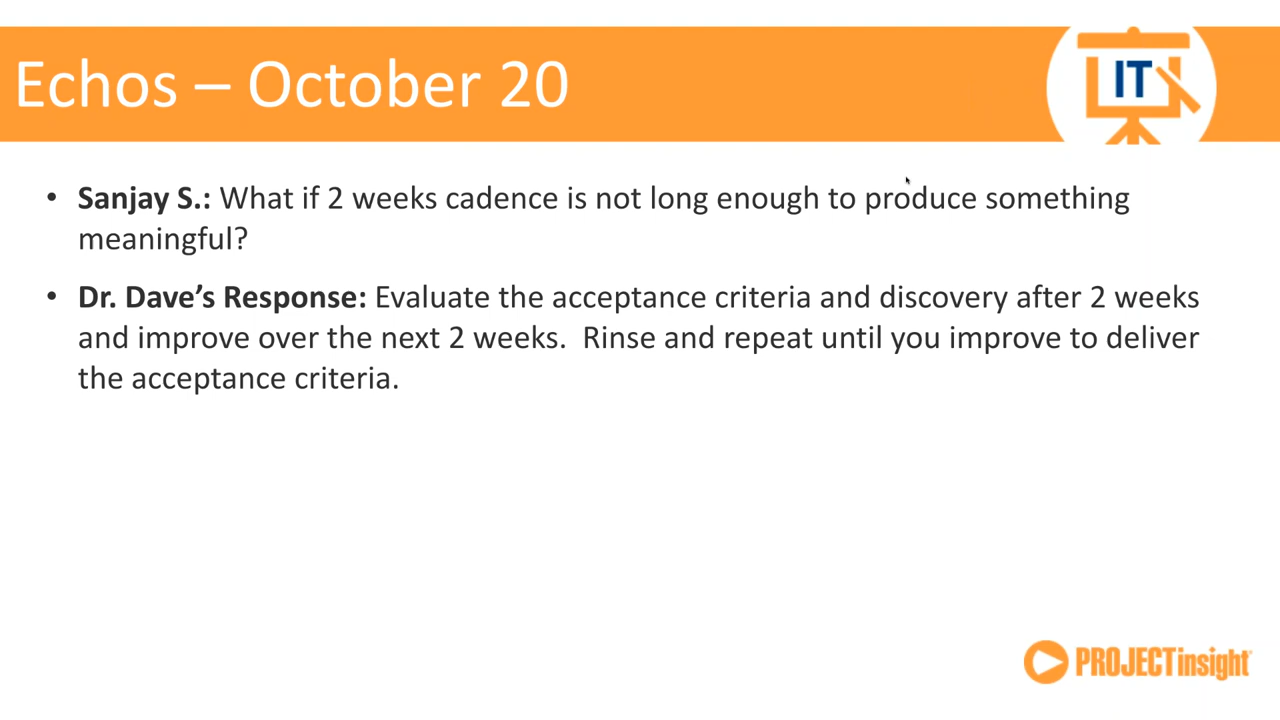 Echos – October 20
IT
• Sanjay S.: What if 2 weeks cadence is not long enough to produce something
meaningful?
• Dr. Dave’s Response: Evaluate the acceptance criteria and discovery after 2 weeks
and improve over the next 2 weeks.  Rinse and repeat until you improve to deliver
the acceptance criteria.
PROJECTinsight